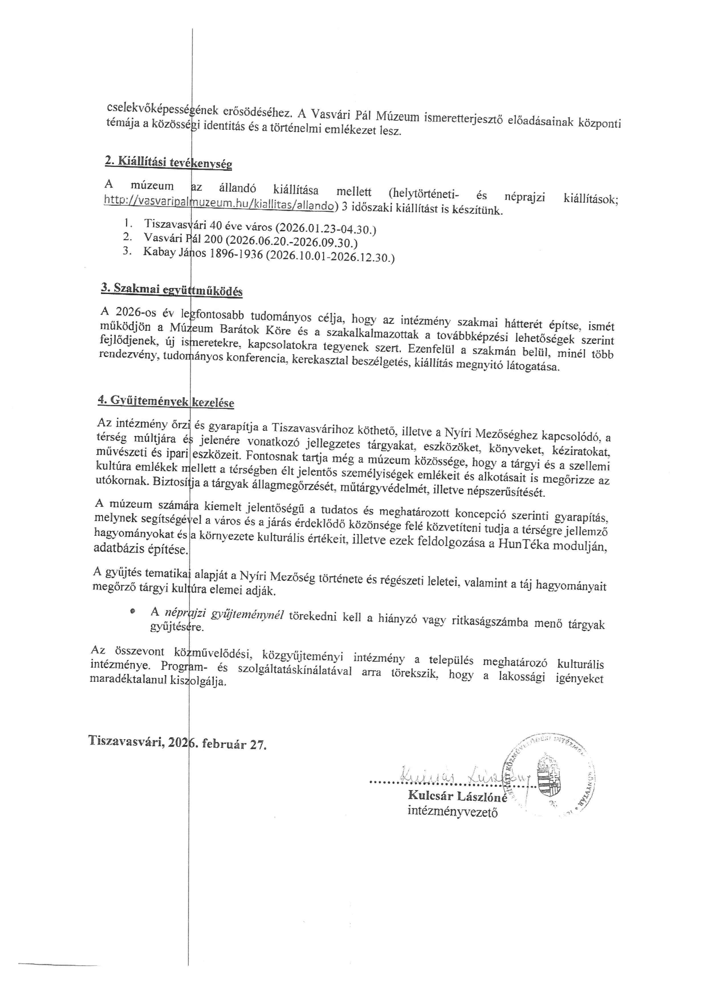 cselekvőképességének erősödéséhez. A Vasvári Pál Múzeum ismeretterjesztő előadásainak központi
témája a közösségi identitás és a történelmi emlékezet lesz.
2. Kiállítási tevékenység
A múzeum az állandó kiállítása mellett (helytörténeti- és néprajzi kiállítások;
http://vasvaripalmuzeum.hu/kiallitas/allando) 3 időszaki kiállítást is készítünk.
1. Tiszavasvári 40 éve város (2026.01.23-04.30.)
2. Vasvári Pál 200 (2026.06.20.-2026.09.30.)
3. Kabay János 1896-1936 (2026.10.01-2026.12.30.)
3. Szakmai együttműködés
A 2026-os év legfontosabb tudományos célja, hogy az intézmény szakmai hátterét építse, ismét
működjön a Múzeum Barátok Köre és a szakalkalmazottak a továbbképzési lehetőségek szerint
fejlődjenek, új ismeretekre, kapcsolatokra tegyenek szert. Ezenfelül a szakmán belül, minél több
rendezvény, tudományos konferencia, kerekasztal beszélgetés, kiállítás megnyitó látogatása.
4. Gyűjtemények kezelése
Az intézmény őrzi és gyarapítja a Tiszavasvárihoz köthető, illetve a Nyíri Mezőséghez kapcsolódó, a
térség múltjára és jelenére vonatkozó jellegzetes tárgyakat, eszközöket, könyveket, kéziratokat,
művészeti és ipari eszközeit. Fontosnak tartja még a múzeum közössége, hogy a tárgyi és a szellemi
kultúra emlékek mellett a térségben élt jelentős személyiségek emlékeit és alkotásait is megőrizze az
utókornak. Biztosítja a tárgyak állagmegőrzését, műtárgyvédelmét, illetve népszerűsítését.
A múzeum számára kiemelt jelentőségű a tudatos és meghatározott koncepció szerinti gyarapítás,
melynek segítségével a város és a járás érdeklődő közönsége felé közvetíteni tudja a térségre jellemző
hagyományokat és a környezete kulturális értékeit, illetve ezek feldolgozása a HunTéka modulján,
adatbázis építése.
A gyűjtés tematikai alapját a Nyíri Mezőség története és régészeti leletei, valamint a táj hagyományait
megőrző tárgyi kultúra elemei adják.
• A néprajzi gyűjteménynél törekedni kell a hiányzó vagy ritkaságszámba menő tárgyak
gyűjtésére.
Az összevont közművelődési, közgyűjteményi intézmény a település meghatározó kulturális
intézménye. Program- és szolgáltatáskínálatával arra törekszik, hogy a lakossági igényeket
maradéktalanul kiszolgálja.
Tiszavasvári, 2026. február 27.
Kulcsár Lászlóné
Kulcsár Lászlóné
intézményvezető
KÖZMŰVELŐDÉSI INTÉZMÉNY
KÖNYVTÁR